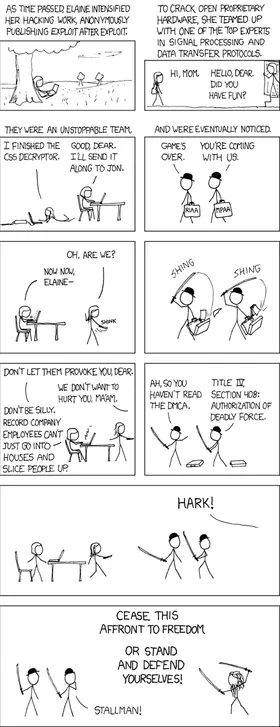 AS TIME PASSED, ELAINE INTENSIFIED
HER HACKING WORK, ANONYMOUSLY
PUBLISHING EXPLOIT AFTER EXPLOIT.
TO CRACK OPEN PROPRIETARY
HARDWARE, SHE TEAMED UP
WITH ONE OF THE TOP EXPERTS
IN SIGNAL PROCESSING AND
DATA TRANSFER PROTOCOLS.
HI, MOM.
HELLO, DEAR.
DID YOU
HAVE FUN?
THEY WERE AN UNSTOPPABLE TEAM,
I FINISHED THE
CSS DECRYPTOR.
GOOD, DEAR.
I'LL SEND IT
ALONG TO JON.
AND WERE EVENTUALLY NOTICED.
GAME'S
OVER.
YOU'RE COMING
WITH US.
RIAA
MPAA
OH, ARE WE?
NOW NOW,
ELAINE—
SHINK
SHING
SHING
DON'T LET THEM PROVOKE YOU, DEAR.
WE DON'T WANT TO
HURT YOU, MA'AM.
DON'T BE SILLY.
RECORD COMPANY
EMPLOYEES CAN'T
JUST GO INTO
HOUSES AND
SLICE PEOPLE UP.
AH, SO YOU
HAVEN'T READ
THE DMCA.
TITLE IV,
SECTION 408:
AUTHORIZATION OF
DEADLY FORCE.
HARK!
CEASE THIS
AFFRONT TO FREEDOM
OR STAND
AND DEFEND
YOURSELVES!
STALLMAN!